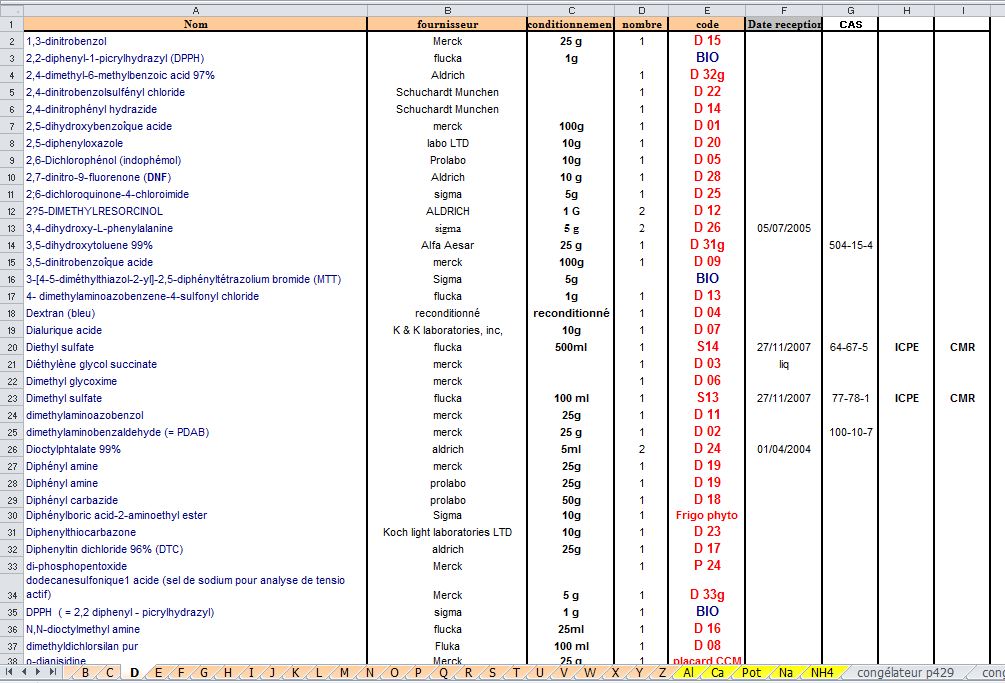 A B C D E F G H I
1 Nom fournisseur conditionnemen nombre code Date reception CAS
2 1,3-dinitrobenzol Merck 25 g 1 D 15
3 2,2-diphenyl-1-picrylhydrazyl (DPPH) flucka 1g BIO
4 2,4-dimethyl-6-methylbenzoic acid 97% Aldrich 1 D 32g
5 2,4-dinitrobenzolsulfényl chloride Schuchardt Munchen 1 D 22
6 2,4-dinitrophényl hydrazide Schuchardt Munchen 1 D 14
7 2,5-dihydroxybenzoîque acide merck 100g 1 D 01
8 2,5-diphenyloxazole labo LTD 10g 1 D 20
9 2,6-Dichlorophénol (indophémol) Prolabo 10g 1 D 05
10 2,7-dinitro-9-fluorenone (DNF) Aldrich 10 g 1 D 28
11 2;6-dichloroquinone-4-chloroimide sigma 5g 1 D 25
12 2?5-DIMETHYLRESORCINOL ALDRICH 1 G 2 D 12
13 3,4-dihydroxy-L-phenylalanine sigma 5 g 2 D 26 05/07/2005
14 3,5-dihydroxytoluene 99% Alfa Aesar 25 g 1 D 31g 504-15-4
15 3,5-dinitrobenzoîque acide merck 100g 1 D 09
16 3-[4-5-diméthylthiazol-2-yl]-2,5-diphényltétrazolium bromide (MTT) Sigma 5g BIO
17 4- dimethylaminoazobenzene-4-sulfonyl chloride flucka 1g 1 D 13
18 Dextran (bleu) reconditionné reconditionné 1 D 04
19 Dialurique acide K & K laboratories, inc, 10g 1 D 07
20 Diethyl sulfate flucka 500ml 1 S14 27/11/2007 64-67-5 ICPE CMR
21 Diéthylène glycol succinate merck 1 D 03 liq
22 Dimethyl glycoxime merck 1 D 06
23 Dimethyl sulfate flucka 100 ml 1 S13 27/11/2007 77-78-1 ICPE CMR
24 dimethylaminoazobenzol merck 25g 1 D 11
25 dimethylaminobenzaldehyde (= PDAB) merck 25 g 1 D 02 100-10-7
26 Dioctylphtalate 99% aldrich 5ml 2 D 24 01/04/2004
27 Diphényl amine merck 25g 1 D 19
28 Diphényl amine prolabo 25g 1 D 19
29 Diphényl carbazide prolabo 50g 1 D 18
30 Diphénylboric acid-2-aminoethyl ester Sigma 10g 1 Frigo phyto
31 Diphenylthiocarbazone Koch light laboratories LTD 10g 1 D 23
32 Diphenyltin dichloride 96% (DTC) aldrich 25g 1 D 17
33 di-phosphopentoxide Merck 1 P 24
dodecanesulfonique1 acide (sel de sodium pour analyse de tensio
34 actif) Merck 5 g 1 D 33g
35 DPPH ( = 2,2 diphenyl - picrylhydrazyl) sigma 1 g 1 BIO
36 N,N-dioctylmethyl amine flucka 25ml 1 D 16
37 dimethyldichlorsilan pur Fluka 100 ml 1 D 08
38 o-dianisidine Merck 25 g 1 placard CCM
B C D E F G H I J K L M N O P Q R S T U V W X Y Z Al Ca Pot Na NH4 congélateur p429 con